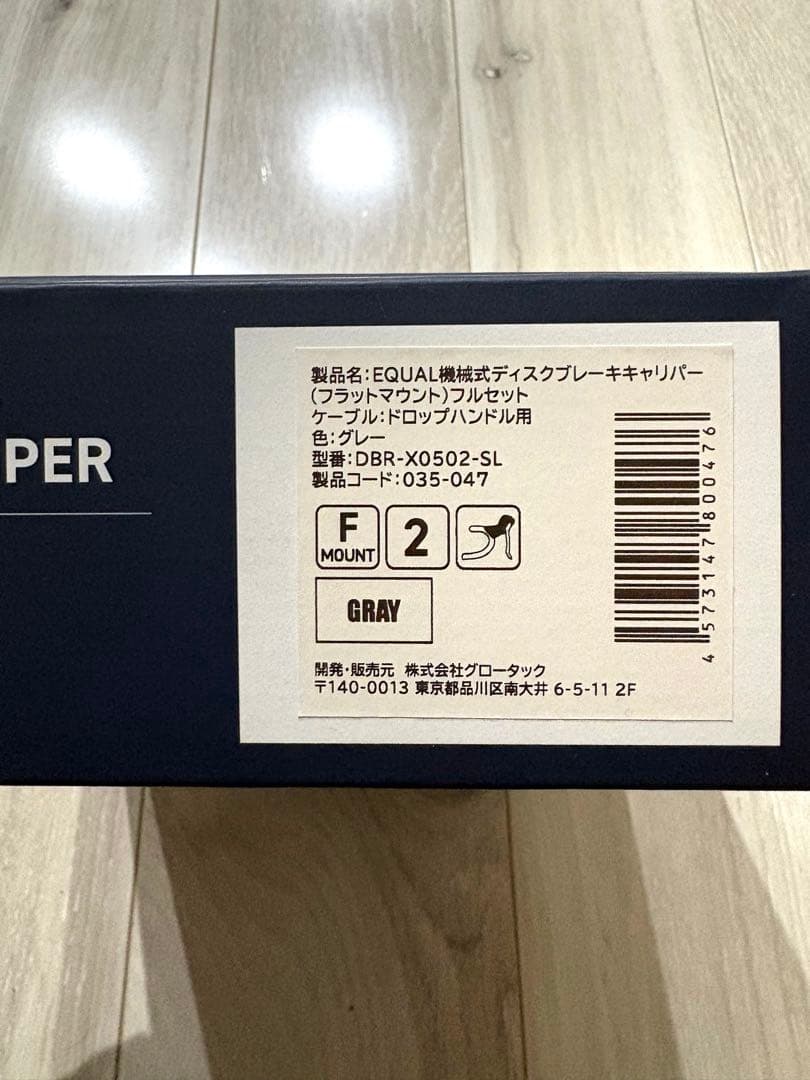 PER
製品名:EQUAL機械式ディスクブレーキキャリパー
(フラットマウント)フルセット
ケーブル:ドロップハンドル用
色:グレー
型番:DBR-X0502-SL
製品コード:035-047
F
MOUNT
2
GRAY
4573147800476
開発・販売元 株式会社グロータック
〒140-0013 東京都品川区南大井 6-5-11 2F